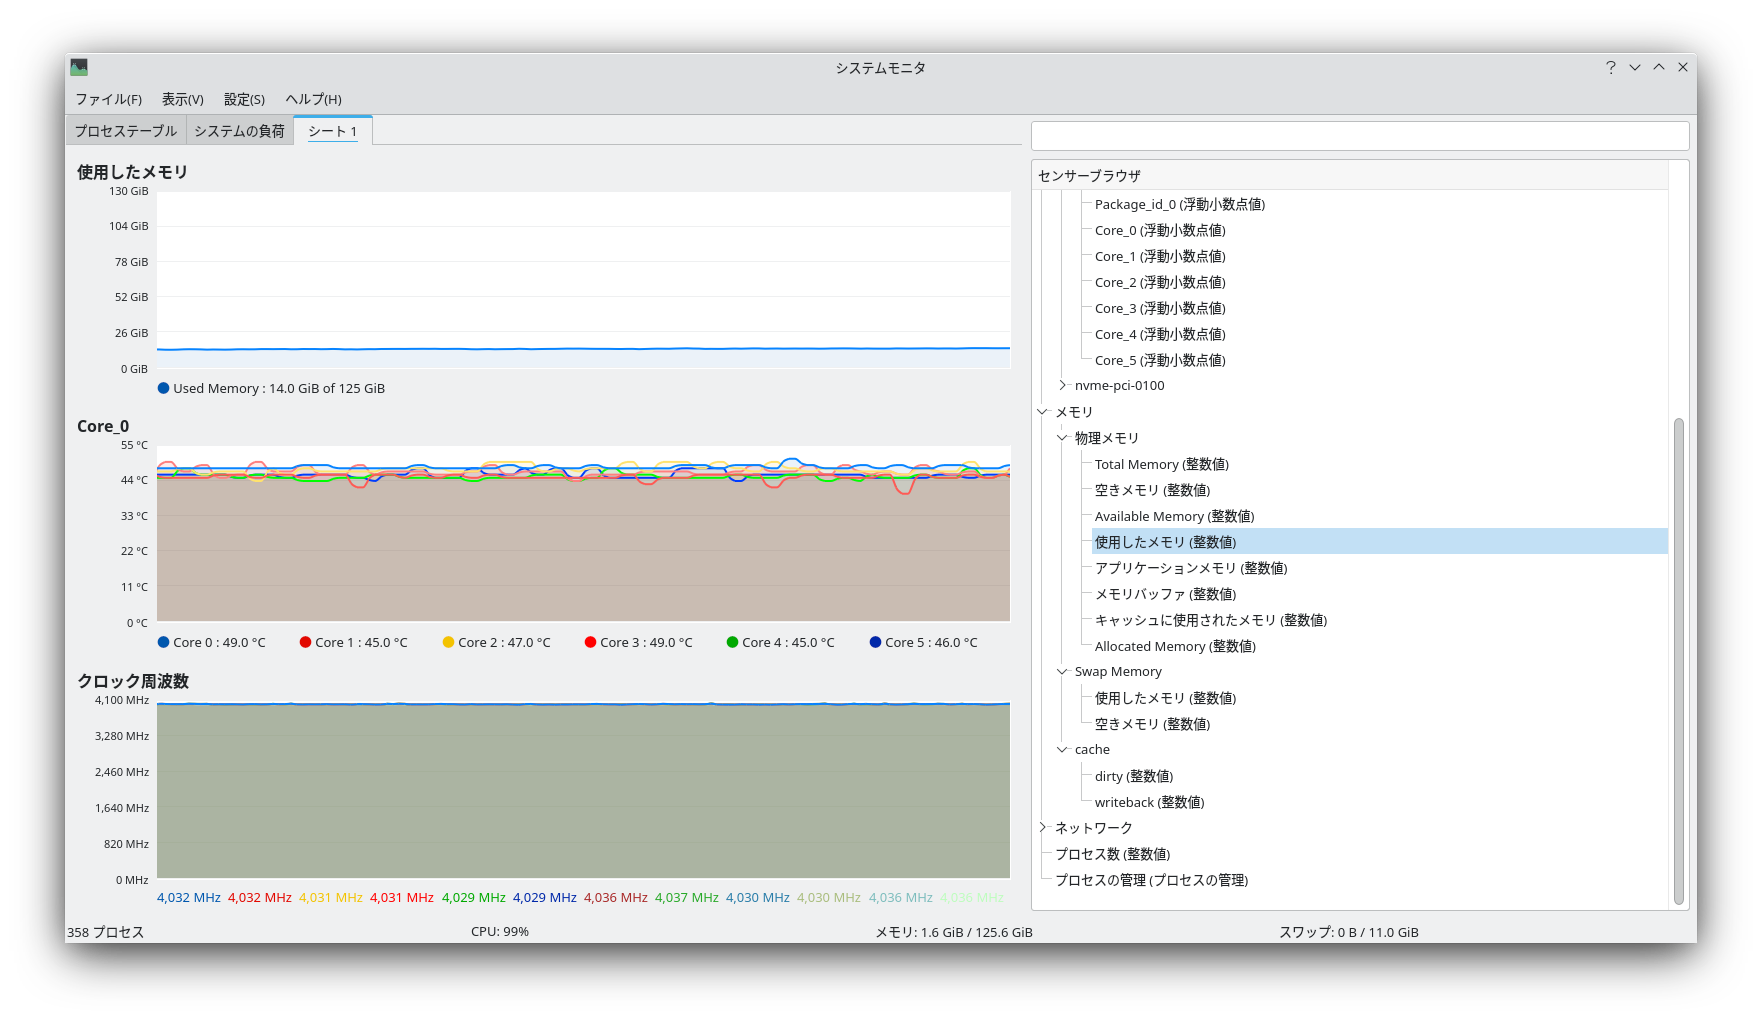 システムモニタ
ファイル(F) 表示(V) 設定(S) ヘルプ(H)
プロセステーブル システムの負荷 シート 1
使用したメモリ
130 GiB
104 GiB
78 GiB
52 GiB
26 GiB
0 GiB
Used Memory : 14.0 GiB of 125 GiB
Core_0
55 °C
44 °C
33 °C
22 °C
11 °C
0 °C
Core 0 : 49.0 °C Core 1 : 45.0 °C Core 2 : 47.0 °C Core 3 : 49.0 °C Core 4 : 45.0 °C Core 5 : 46.0 °C
クロック周波数
4,100 MHz
3,280 MHz
2,460 MHz
1,640 MHz
820 MHz
0 MHz
4,032 MHz 4,032 MHz 4,031 MHz 4,031 MHz 4,029 MHz 4,029 MHz 4,036 MHz 4,037 MHz 4,030 MHz 4,030 MHz 4,036 MHz 4,036 MHz
センサーブラウザ
Package_id_0 (浮動小数点値)
Core_0 (浮動小数点値)
Core_1 (浮動小数点値)
Core_2 (浮動小数点値)
Core_3 (浮動小数点値)
Core_4 (浮動小数点値)
Core_5 (浮動小数点値)
nvme-pci-0100
メモリ
物理メモリ
Total Memory (整数値)
空きメモリ (整数値)
Available Memory (整数値)
使用したメモリ (整数値)
アプリケーションメモリ (整数値)
メモリバッファ (整数値)
キャッシュに使用されたメモリ (整数値)
Allocated Memory (整数値)
Swap Memory
使用したメモリ (整数値)
空きメモリ (整数値)
cache
dirty (整数値)
writeback (整数値)
ネットワーク
プロセス数 (整数値)
プロセスの管理 (プロセスの管理)
358 プロセス CPU: 99% メモリ: 1.6 GiB / 125.6 GiB スワップ: 0 B / 11.0 GiB